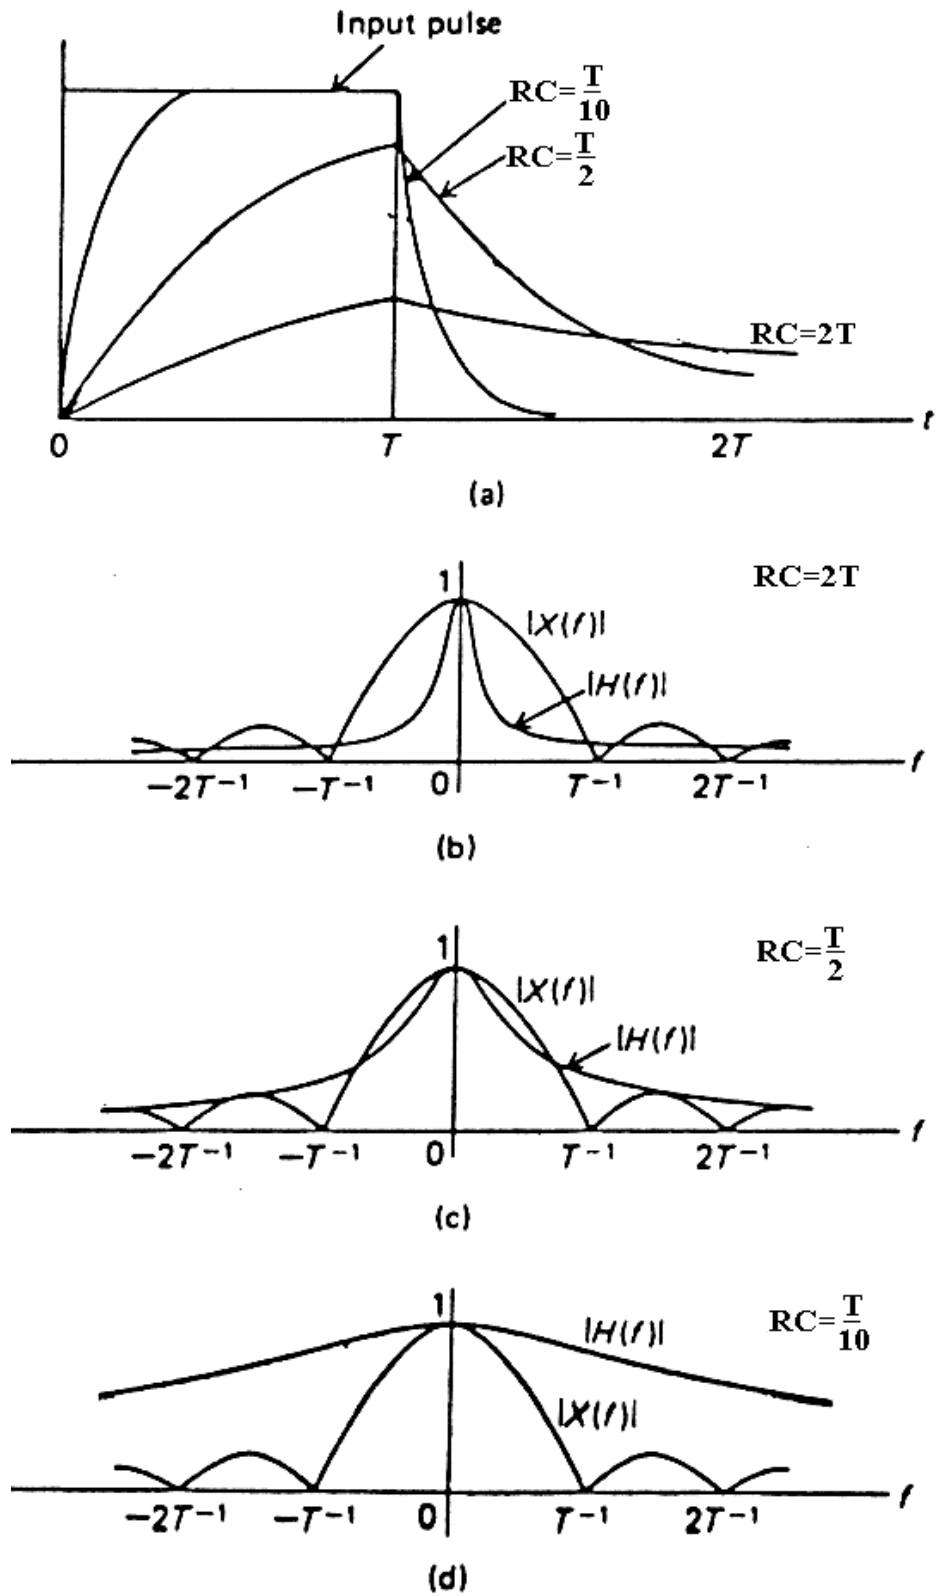 Input pulse
RC=T/10
RC=T/2
RC=2T
0 T 2T t
(a)
RC=2T
1
|X(f)|
|H(f)|
−2T⁻¹ −T⁻¹ 0 T⁻¹ 2T⁻¹ f
(b)
RC=T/2
1
|X(f)|
|H(f)|
−2T⁻¹ −T⁻¹ 0 T⁻¹ 2T⁻¹ f
(c)
RC=T/10
1
|H(f)|
|X(f)|
−2T⁻¹ −T⁻¹ 0 T⁻¹ 2T⁻¹ f
(d)